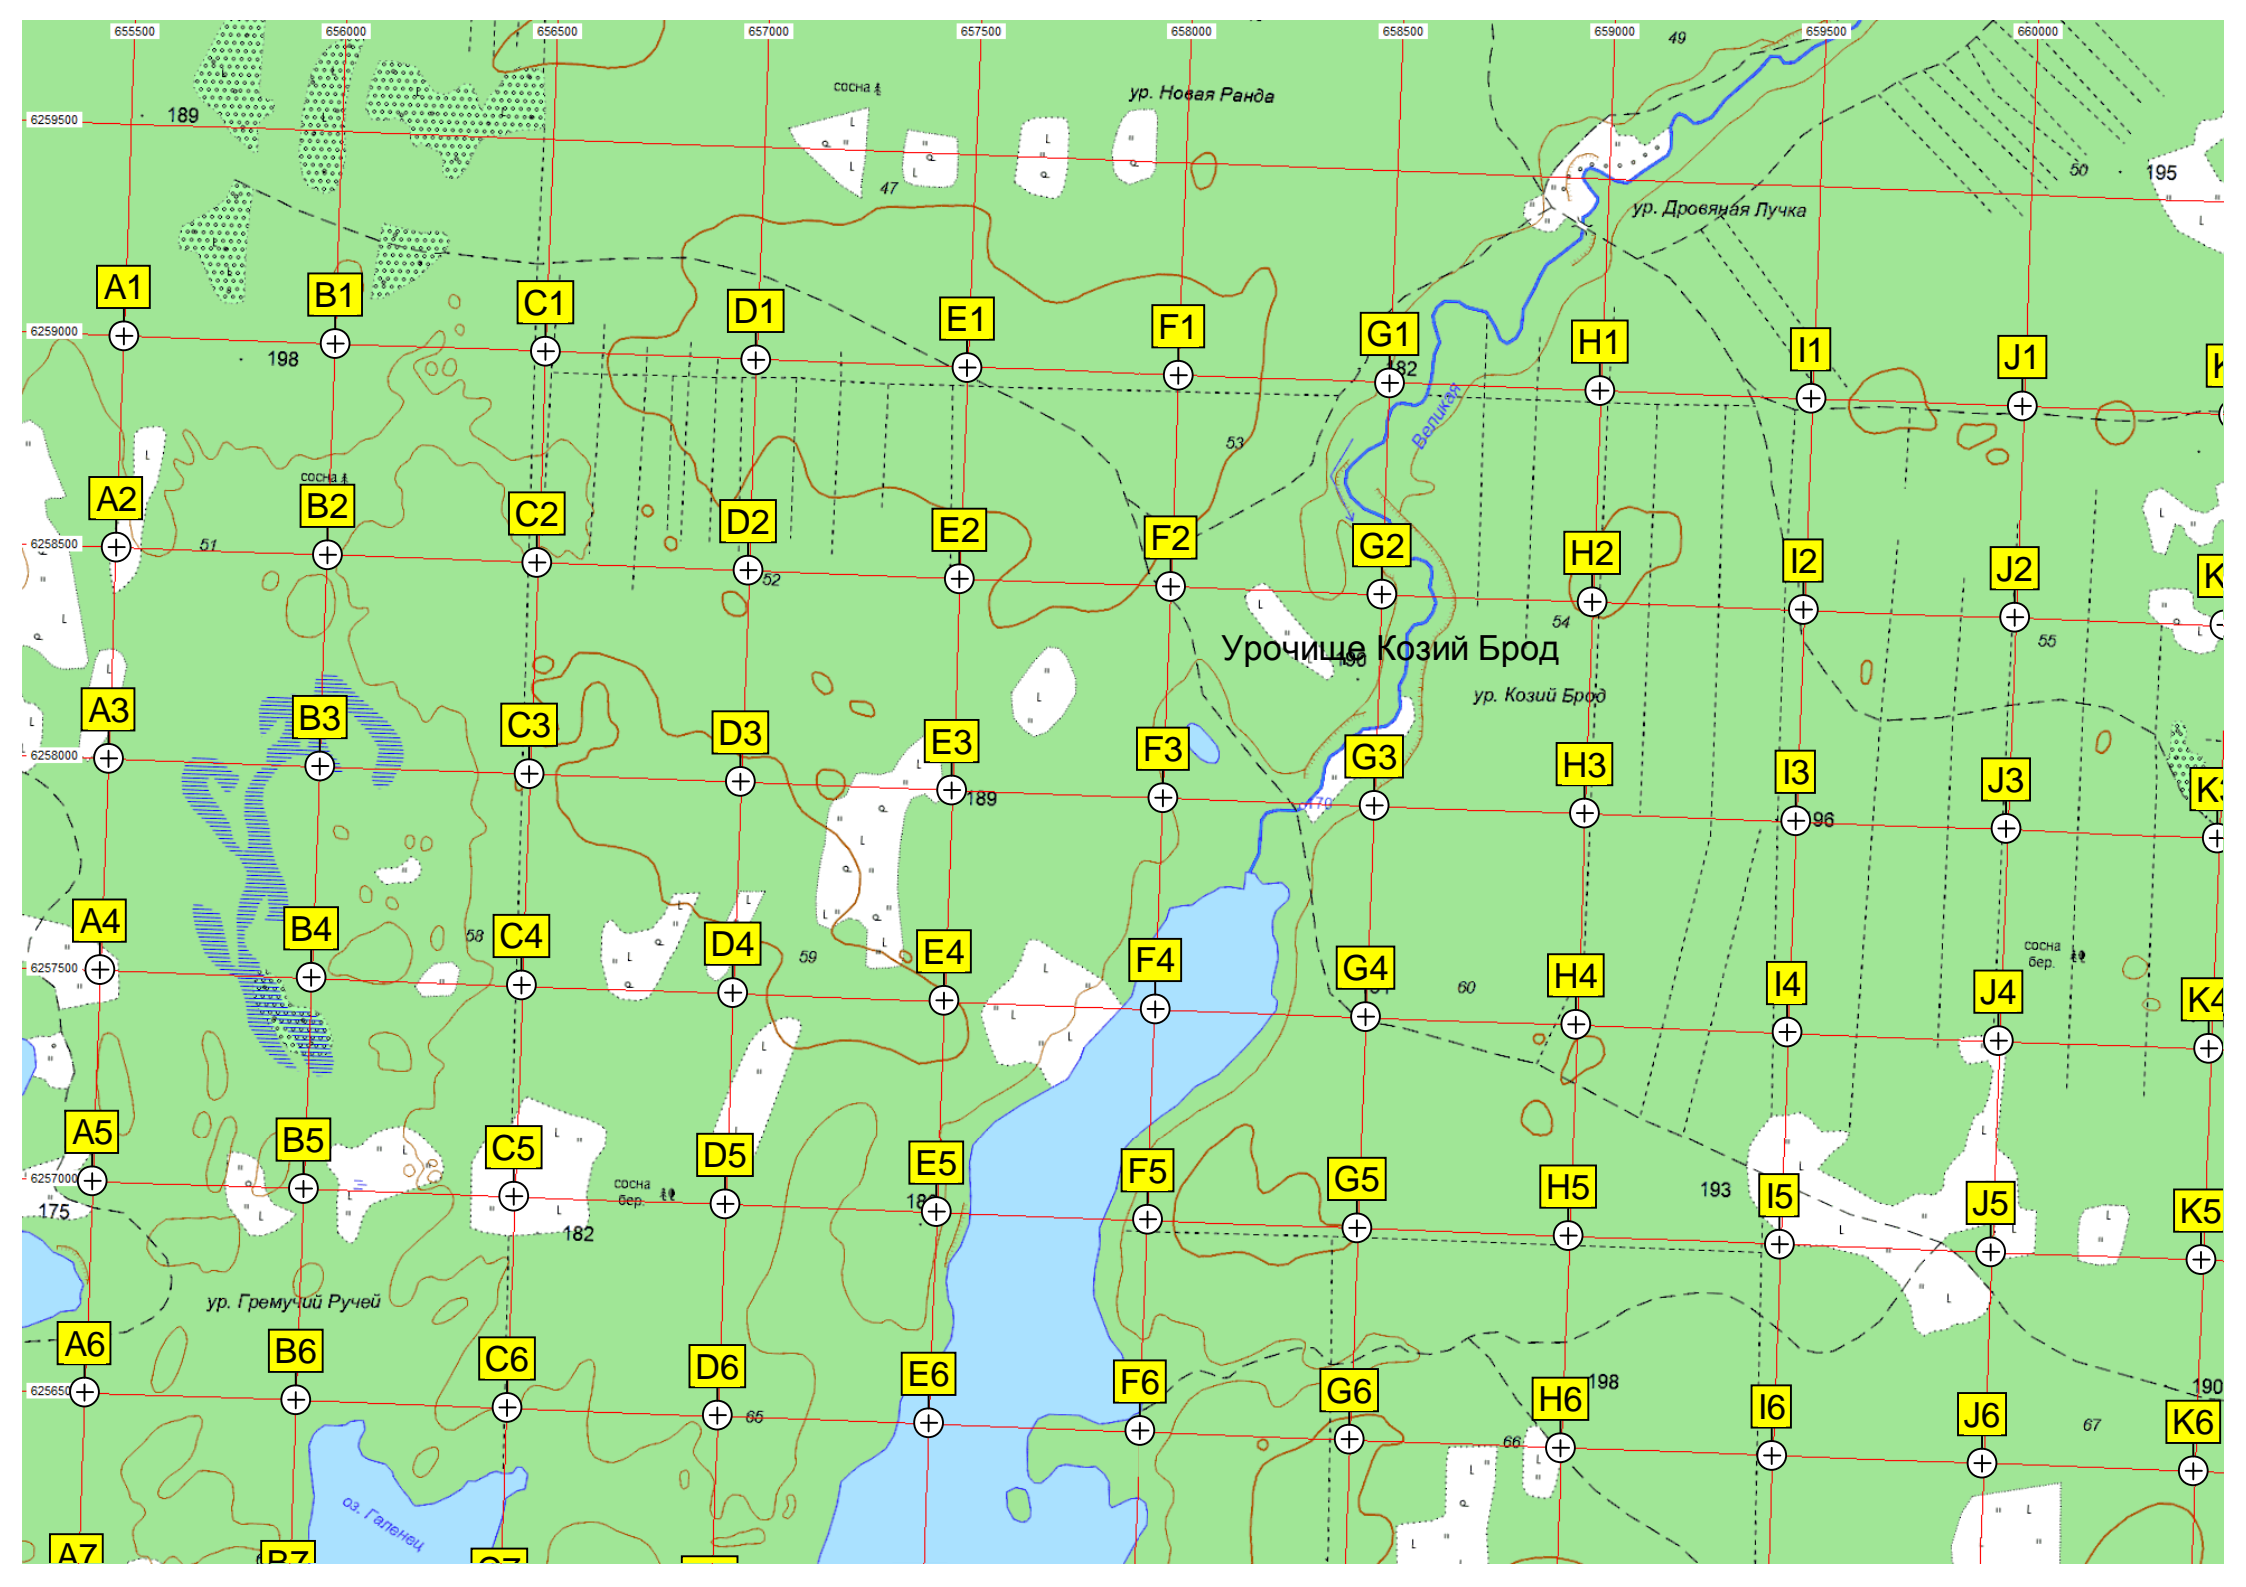 655500 656000 656500 657000 657500 658000 658500 659000 659500 660000
49
сосна
ур. Новая Ранда
6259500
189
47
50
195
ур. Дровяная Лучка
A1 B1 C1 D1 E1 F1 G1 H1 I1 J1
6259000
198
182
Великая
53
сосна
A2 B2 C2 D2 E2 F2 G2 H2 I2 J2
6258500
51
52
54
55
Урочище Козий Брод
190
ур. Козий Брод
A3 B3 C3 D3 E3 F3 G3 H3 I3 J3 K3
6258000
189
170
196
A4 B4 C4 D4 E4 F4 G4 H4 I4 J4 K4
58
59
60
сосна
бер.
6257500
A5 B5 C5 D5 E5 F5 G5 H5 I5 J5 K5
6257000
сосна
бер.
175
182
193
ур. Гремучий Ручей
A6 B6 C6 D6 E6 F6 G6 H6 I6 J6 K6
198
190
65
66
67
оз. Галенец
A7 B7 C7